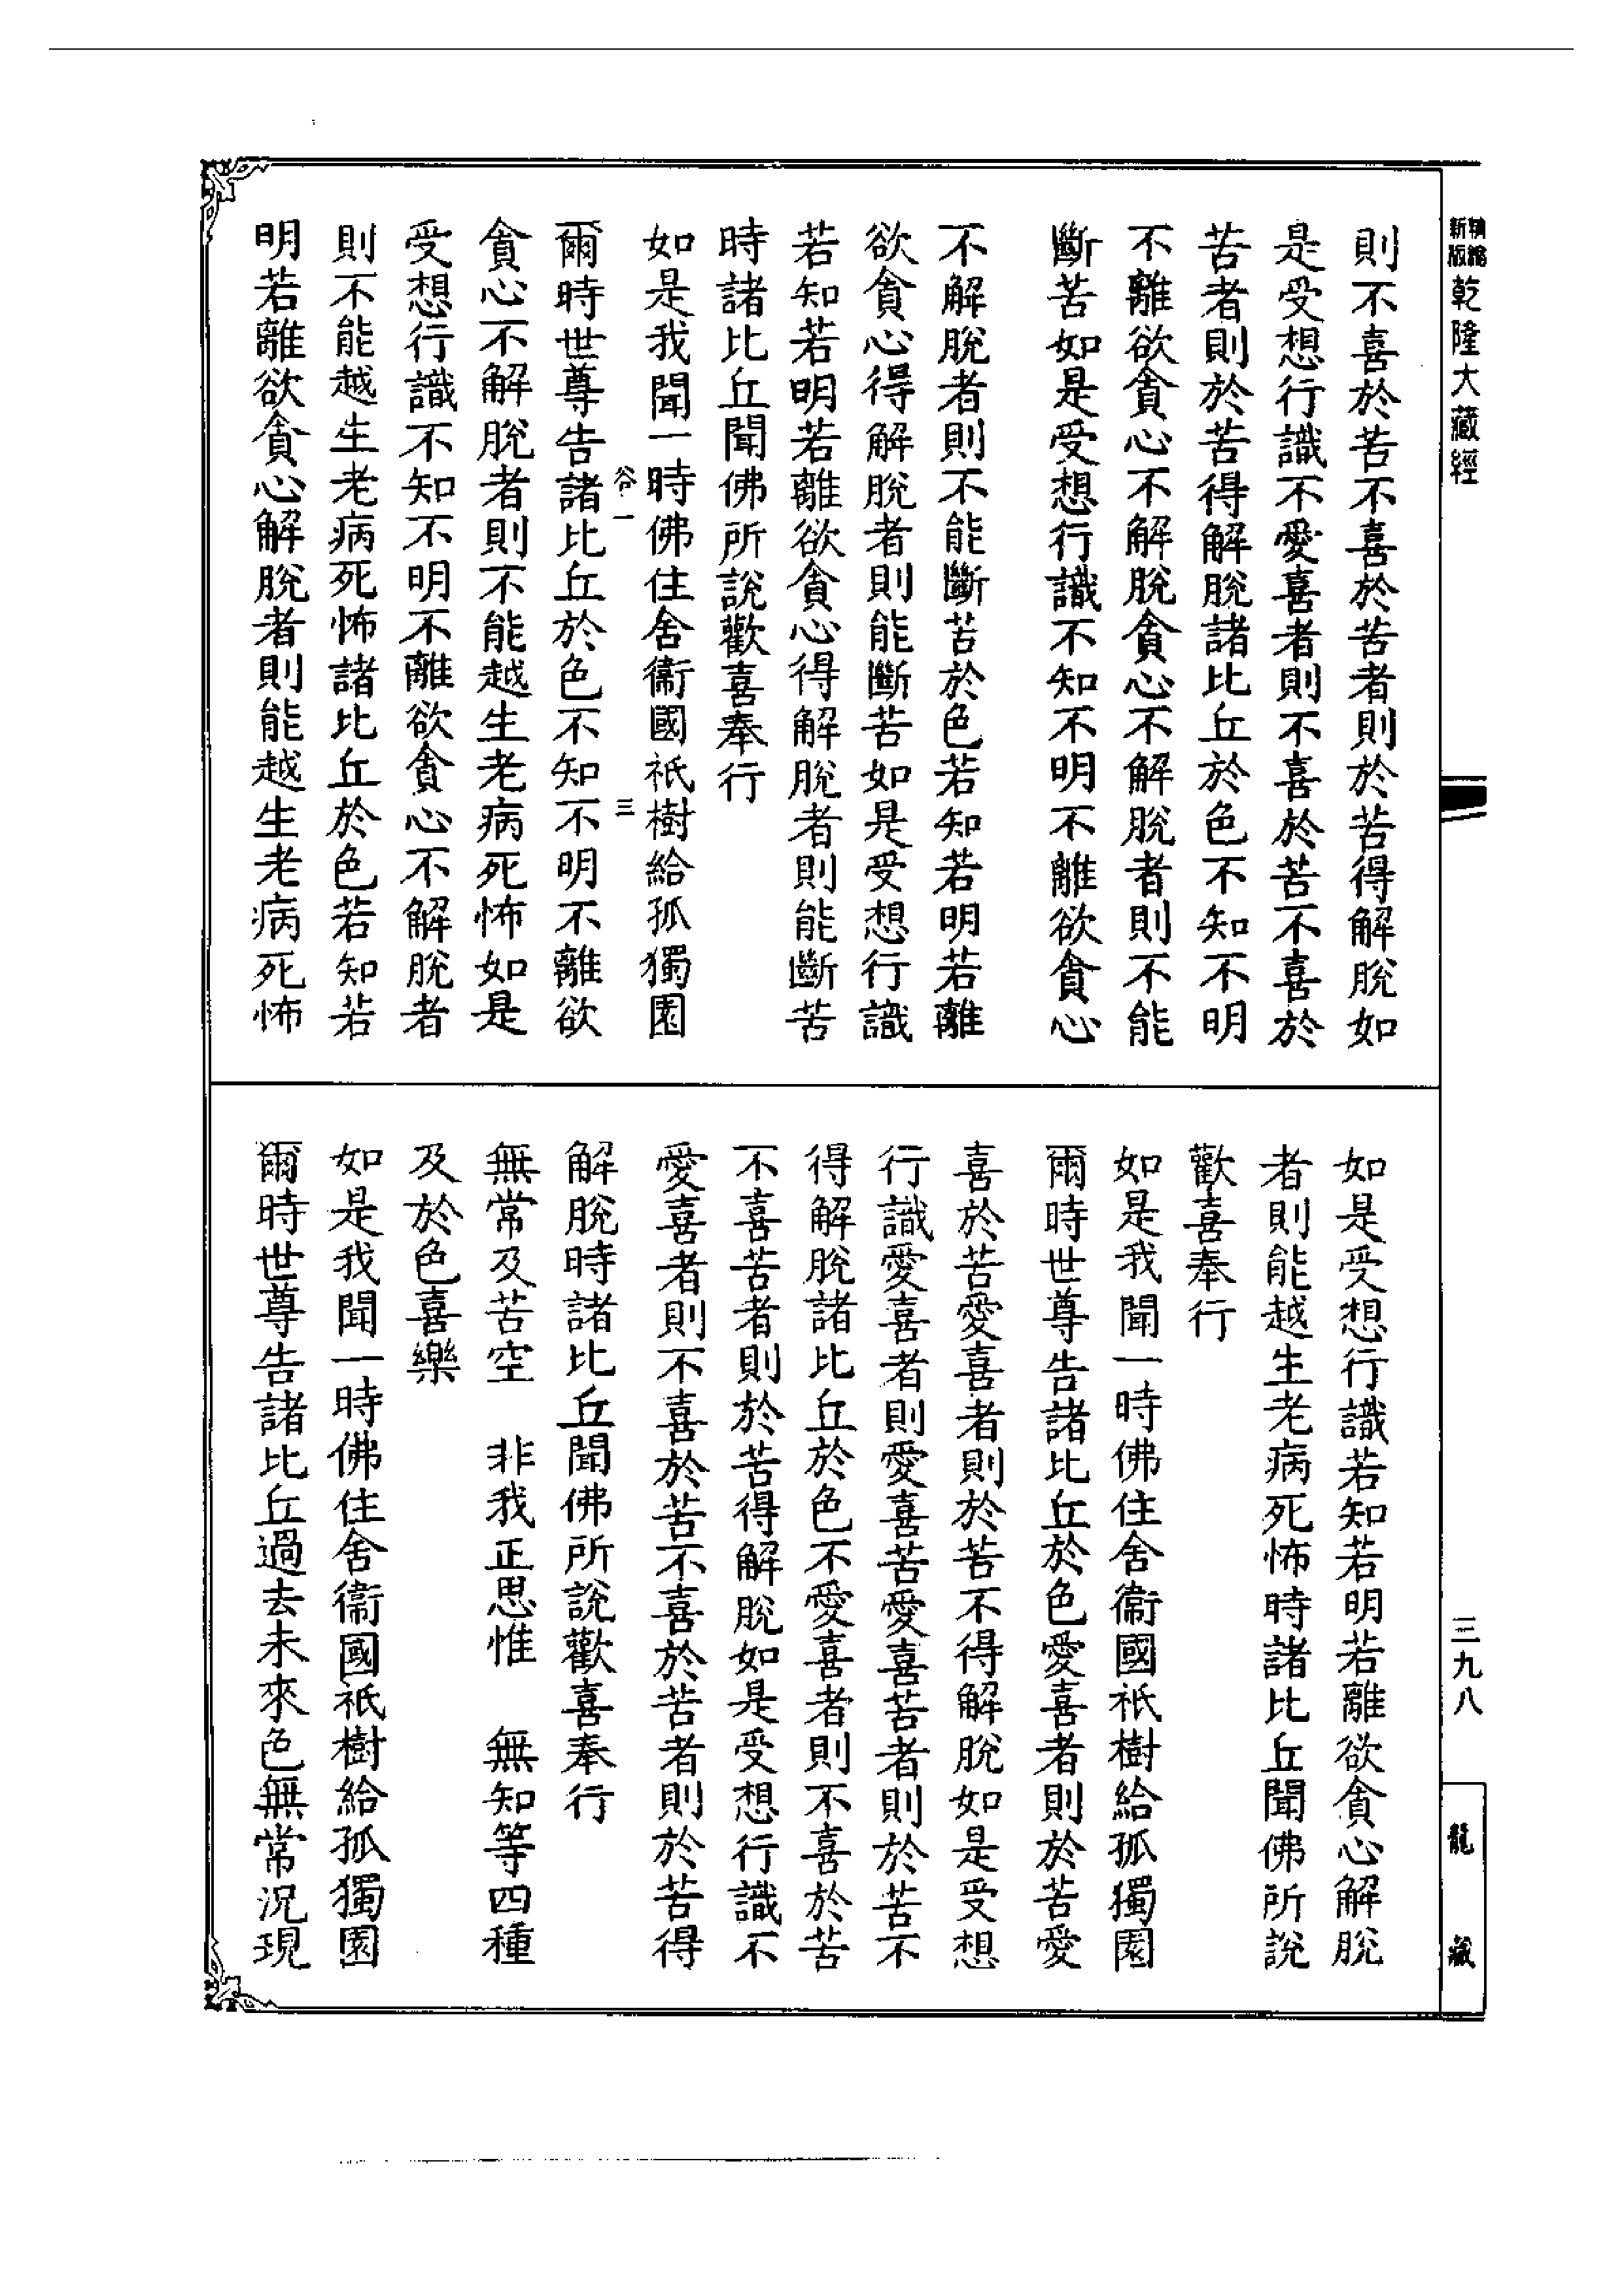 新版
精縮
乾隆大藏經
三九八
龍藏
則不喜於苦不喜於苦者則於苦得解脫如
是受想行識不愛喜者則不喜於苦不喜於
苦者則於苦得解脫諸比丘於色不知不明
不離欲貪心不解脫貪心不解脫者則不能
斷苦如是受想行識不知不明不離欲貪心
不解脫者則不能斷苦於色若知若明若離
欲貪心得解脫者則能斷苦如是受想行識
若知若明若離欲貪心得解脫者則能斷苦
時諸比丘聞佛所說歡喜奉行
如是我聞一時佛住舍衞國祇樹給孤獨園
谷一 三
爾時世尊告諸比丘於色不知不明不離欲
貪心不解脫者則不能越生老病死怖如是
受想行識不知不明不離欲貪心不解脫者
則不能越生老病死怖諸比丘於色若知若
明若離欲貪心解脫者則能越生老病死怖
如是受想行識若知若明若離欲貪心解脫
者則能越生老病死怖時諸比丘聞佛所說
歡喜奉行
如是我聞一時佛住舍衞國祇樹給孤獨園
爾時世尊告諸比丘於色愛喜者則於苦愛
喜於苦愛喜者則於苦不得解脫如是受想
行識愛喜者則愛喜苦愛喜苦者則於苦不
得解脫諸比丘於色不愛喜者則不喜於苦
不喜苦者則於苦得解脫如是受想行識不
愛喜者則不喜於苦不喜於苦者則於苦得
解脫時諸比丘聞佛所說歡喜奉行
無常及苦空 非我正思惟 無知等四種
及於色喜樂
如是我聞一時佛住舍衞國祇樹給孤獨園
爾時世尊告諸比丘過去未來色無常況現